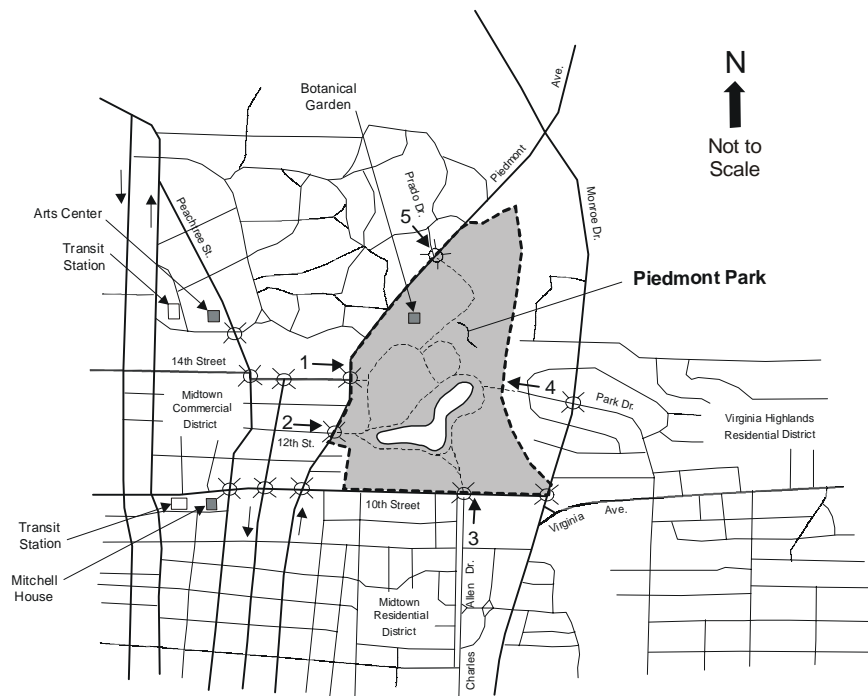 N
Not to
Scale
Botanical
Garden
Ave.
Piedmont
Prado Dr.
5
Monroe Dr.
Arts Center
Peachtree St.
Transit
Station
Piedmont Park
14th Street
1
4
Park Dr.
Midtown
Commercial
District
2
12th St.
Virginia Highlands
Residential District
10th Street
Virginia Ave.
3
Transit
Station
Mitchell
House
Midtown
Residential
District
Charles Allen Dr.